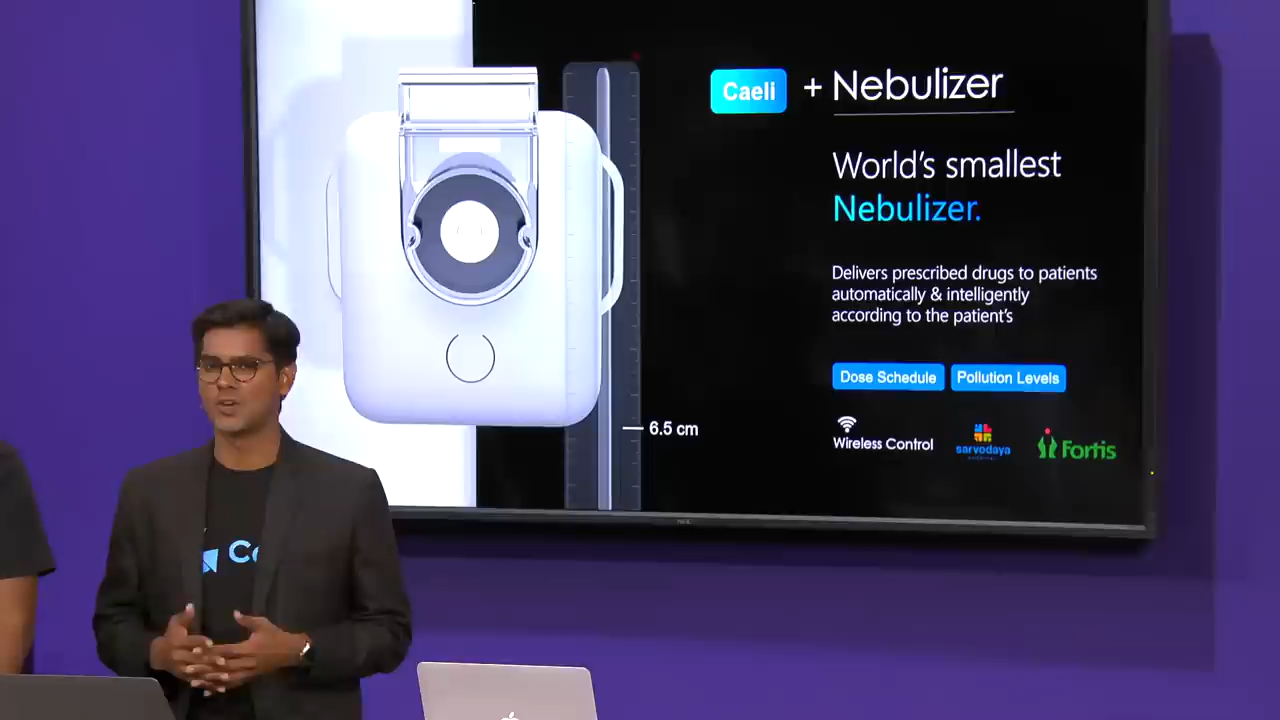 Caeli + Nebulizer
World's smallest
Nebulizer.
Delivers prescribed drugs to patients
automatically & intelligently
according to the patient's
Dose Schedule Pollution Levels
6.5 cm
Wireless Control
sarvodaya
Fortis
C